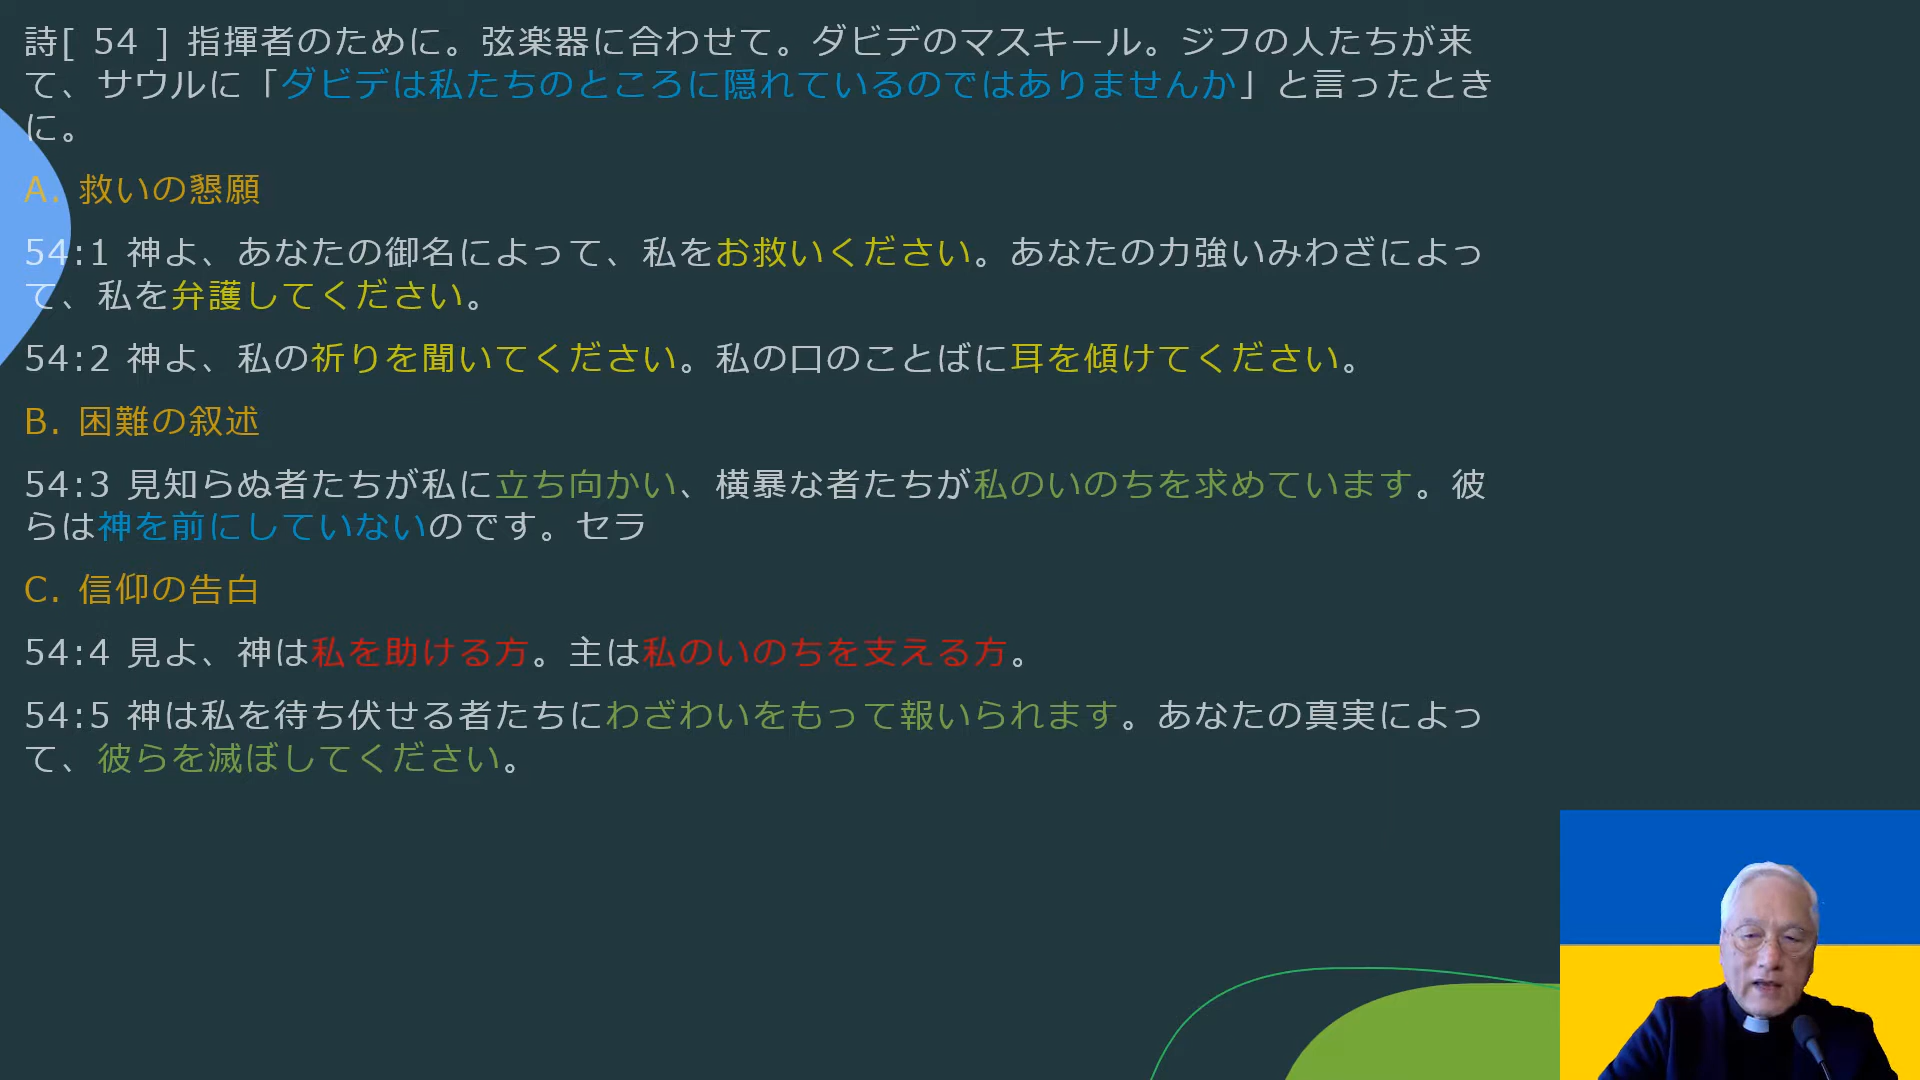 詩[ 54 ] 指揮者のために。弦楽器に合わせて。ダビデのマスキール。ジフの人たちが来
て、サウルに「ダビデは私たちのところに隠れているのではありませんか」と言ったとき
に。
A. 救いの懇願
54:1 神よ、あなたの御名によって、私をお救いください。あなたの力強いみわざによっ
て、私を弁護してください。
54:2 神よ、私の祈りを聞いてください。私の口のことばに耳を傾けてください。
B. 困難の叙述
54:3 見知らぬ者たちが私に立ち向かい、横暴な者たちが私のいのちを求めています。彼
らは神を前にしていないのです。セラ
C. 信仰の告白
54:4 見よ、神は私を助ける方。主は私のいのちを支える方。
54:5 神は私を待ち伏せる者たちにわざわいをもって報いられます。あなたの真実によっ
て、彼らを滅ぼしてください。